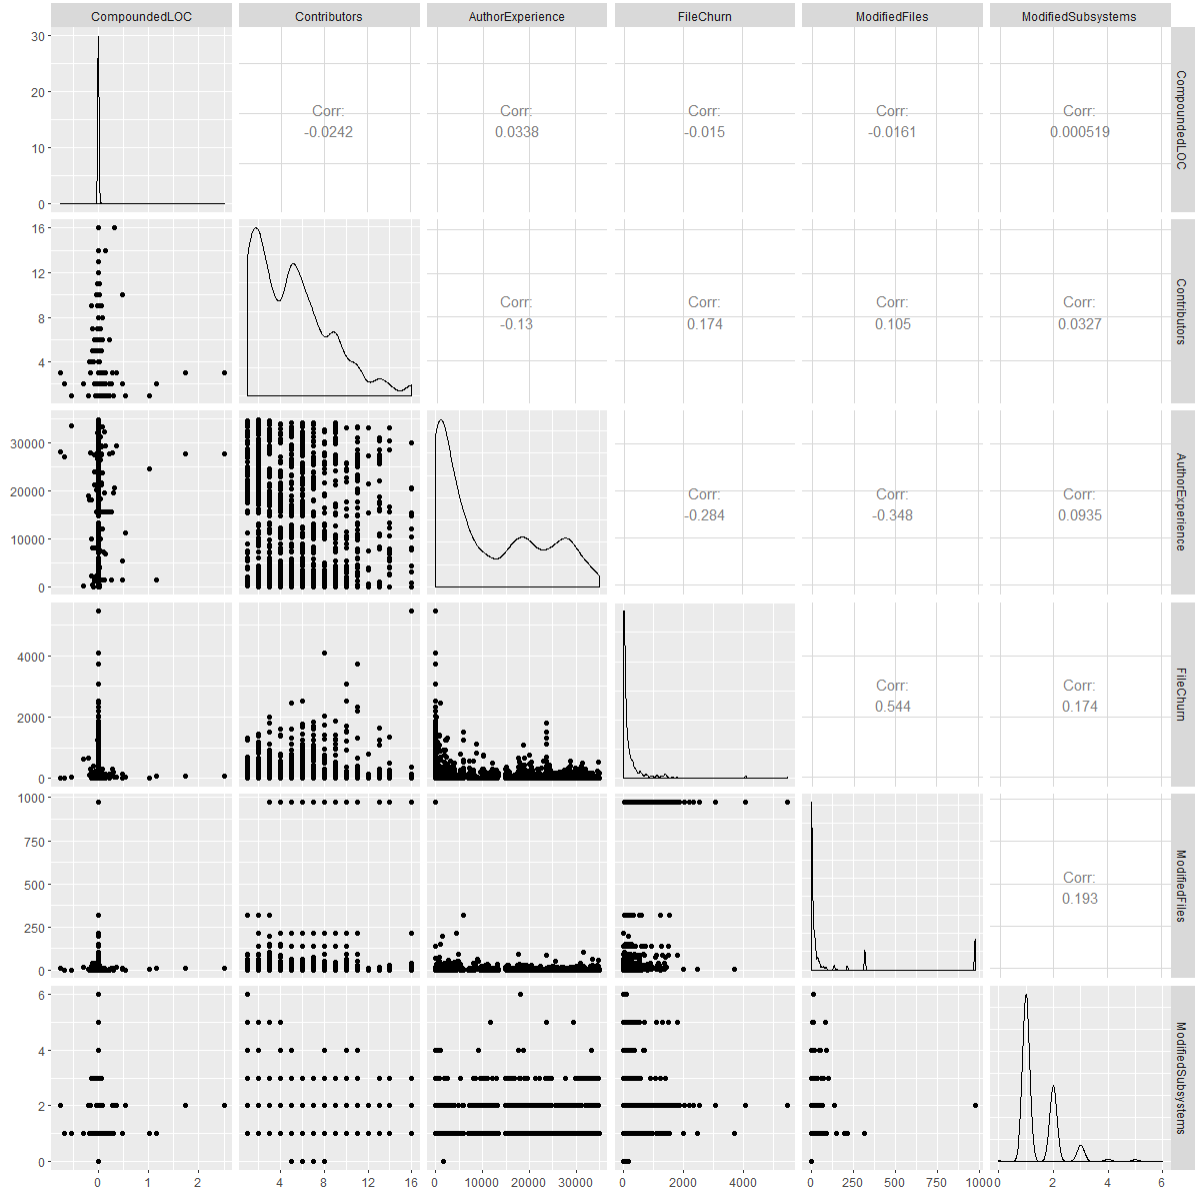 CompoundedLOC Contributors AuthorExperience FileChurn ModifiedFiles ModifiedSubsystems
30
20
10
0
Corr:
-0.0242
Corr:
0.0338
Corr:
-0.015
Corr:
-0.0161
Corr:
0.000519
CompoundedLOC
16
12
8
4
Corr:
-0.13
Corr:
0.174
Corr:
0.105
Corr:
0.0327
Contributors
30000
20000
10000
0
Corr:
-0.284
Corr:
-0.348
Corr:
0.0935
AuthorExperience
4000
2000
0
Corr:
0.544
Corr:
0.174
FileChurn
1000
750
500
250
0
Corr:
0.193
ModifiedFiles
6
4
2
0
ModifiedSubsystems
0 1 2 4 8 12 16 0 10000 20000 30000 0 2000 4000 0 250 500 750 1000 0 2 4 6